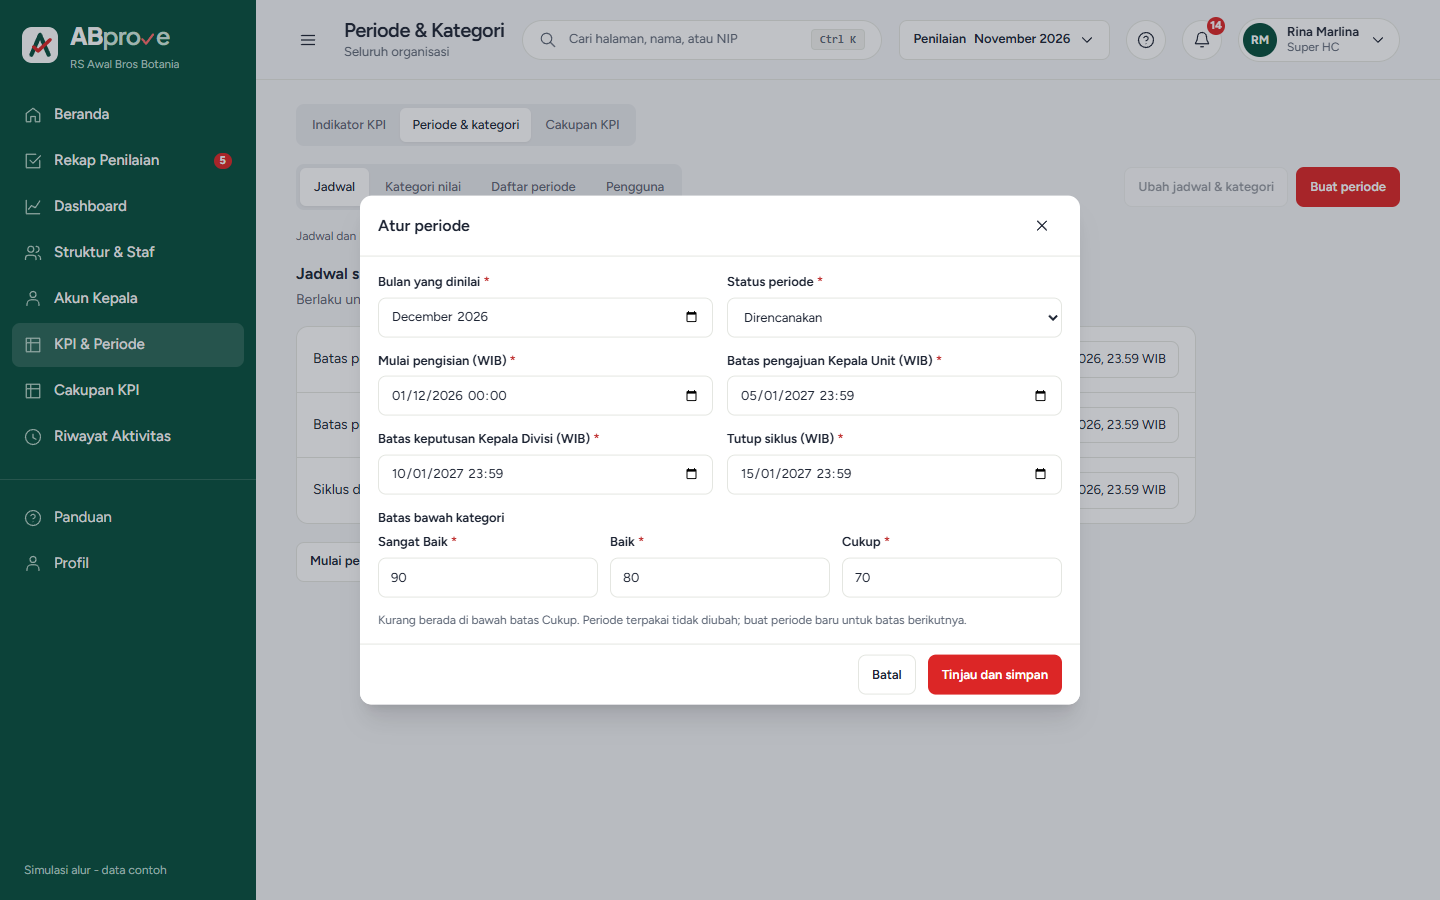 ABprove
RS Awal Bros Botania
Beranda
Rekap Penilaian 5
Dashboard
Struktur & Staf
Akun Kepala
KPI & Periode
Cakupan KPI
Riwayat Aktivitas
Panduan
Profil
Simulasi alur - data contoh
Periode & Kategori
Seluruh organisasi
Cari halaman, nama, atau NIP Ctrl K
Penilaian November 2026
14
RM
Rina Marlina
Super HC
Indikator KPI Periode & kategori Cakupan KPI
Jadwal Kategori nilai Daftar periode Pengguna
Ubah jadwal & kategori Buat periode
Jadwal dan
Jadwal s
Berlaku un
Batas p 026, 23.59 WIB
Batas p 026, 23.59 WIB
Siklus d 026, 23.59 WIB
Mulai pe
Atur periode
Bulan yang dinilai * Status periode *
December 2026 Direncanakan
Mulai pengisian (WIB) * Batas pengajuan Kepala Unit (WIB) *
01/12/2026 00:00 05/01/2027 23:59
Batas keputusan Kepala Divisi (WIB) * Tutup siklus (WIB) *
10/01/2027 23:59 15/01/2027 23:59
Batas bawah kategori
Sangat Baik * Baik * Cukup *
90 80 70
Kurang berada di bawah batas Cukup. Periode terpakai tidak diubah; buat periode baru untuk batas berikutnya.
Batal Tinjau dan simpan